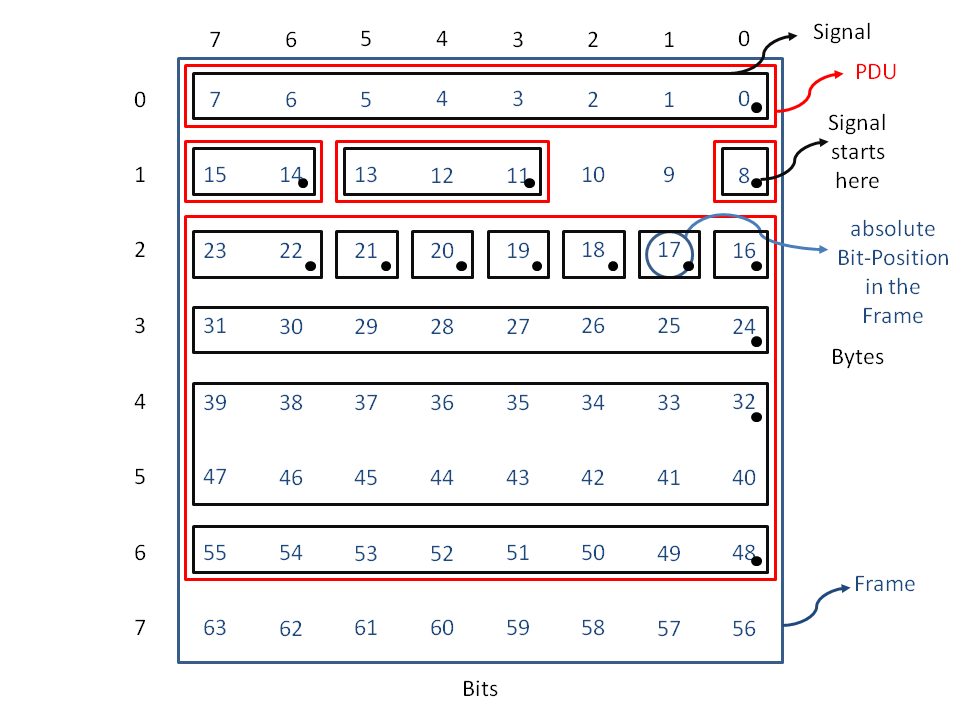 7 6 5 4 3 2 1 0
Signal
PDU
0 7 6 5 4 3 2 1 0
Signal
starts
here
1 15 14 13 12 11 10 9 8
absolute
Bit-Position
in the
Frame
2 23 22 21 20 19 18 17 16
3 31 30 29 28 27 26 25 24
Bytes
4 39 38 37 36 35 34 33 32
5 47 46 45 44 43 42 41 40
6 55 54 53 52 51 50 49 48
Frame
7 63 62 61 60 59 58 57 56
Bits